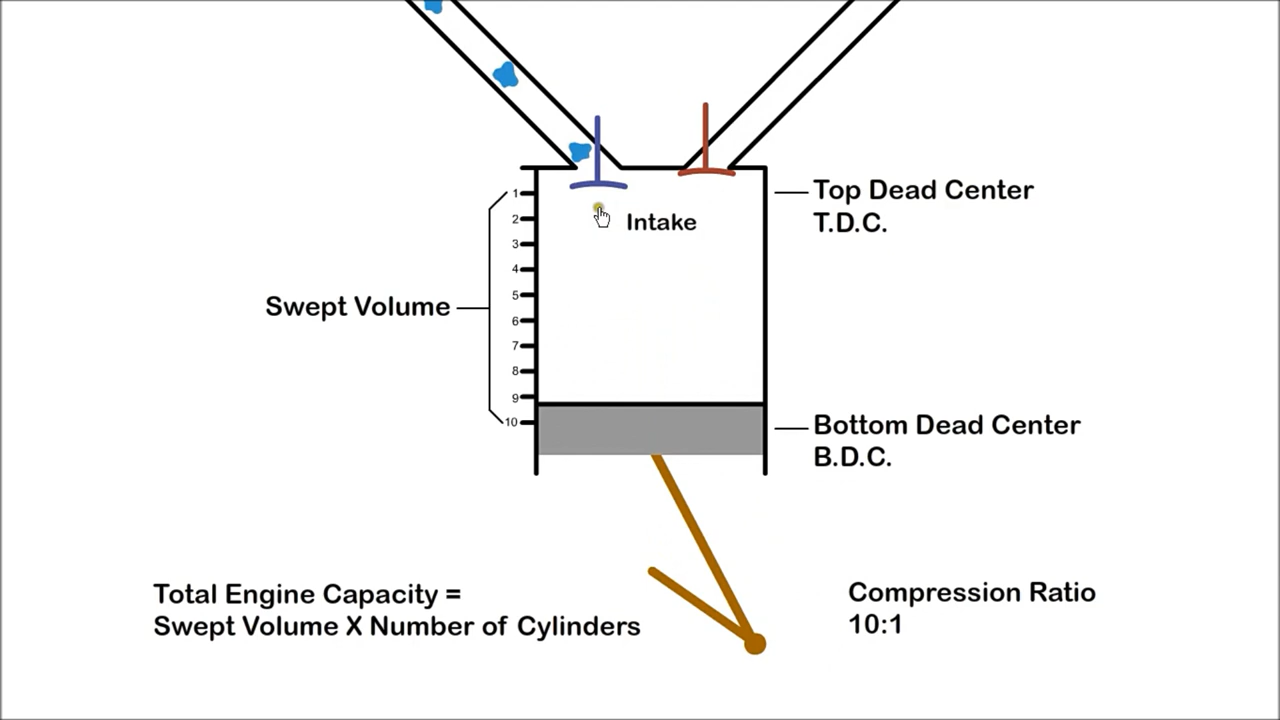 Top Dead Center
T.D.C.
Intake
1
2
3
4
5
6
7
8
9
10
Swept Volume
Bottom Dead Center
B.D.C.
Total Engine Capacity =
Swept Volume X Number of Cylinders
Compression Ratio
10:1